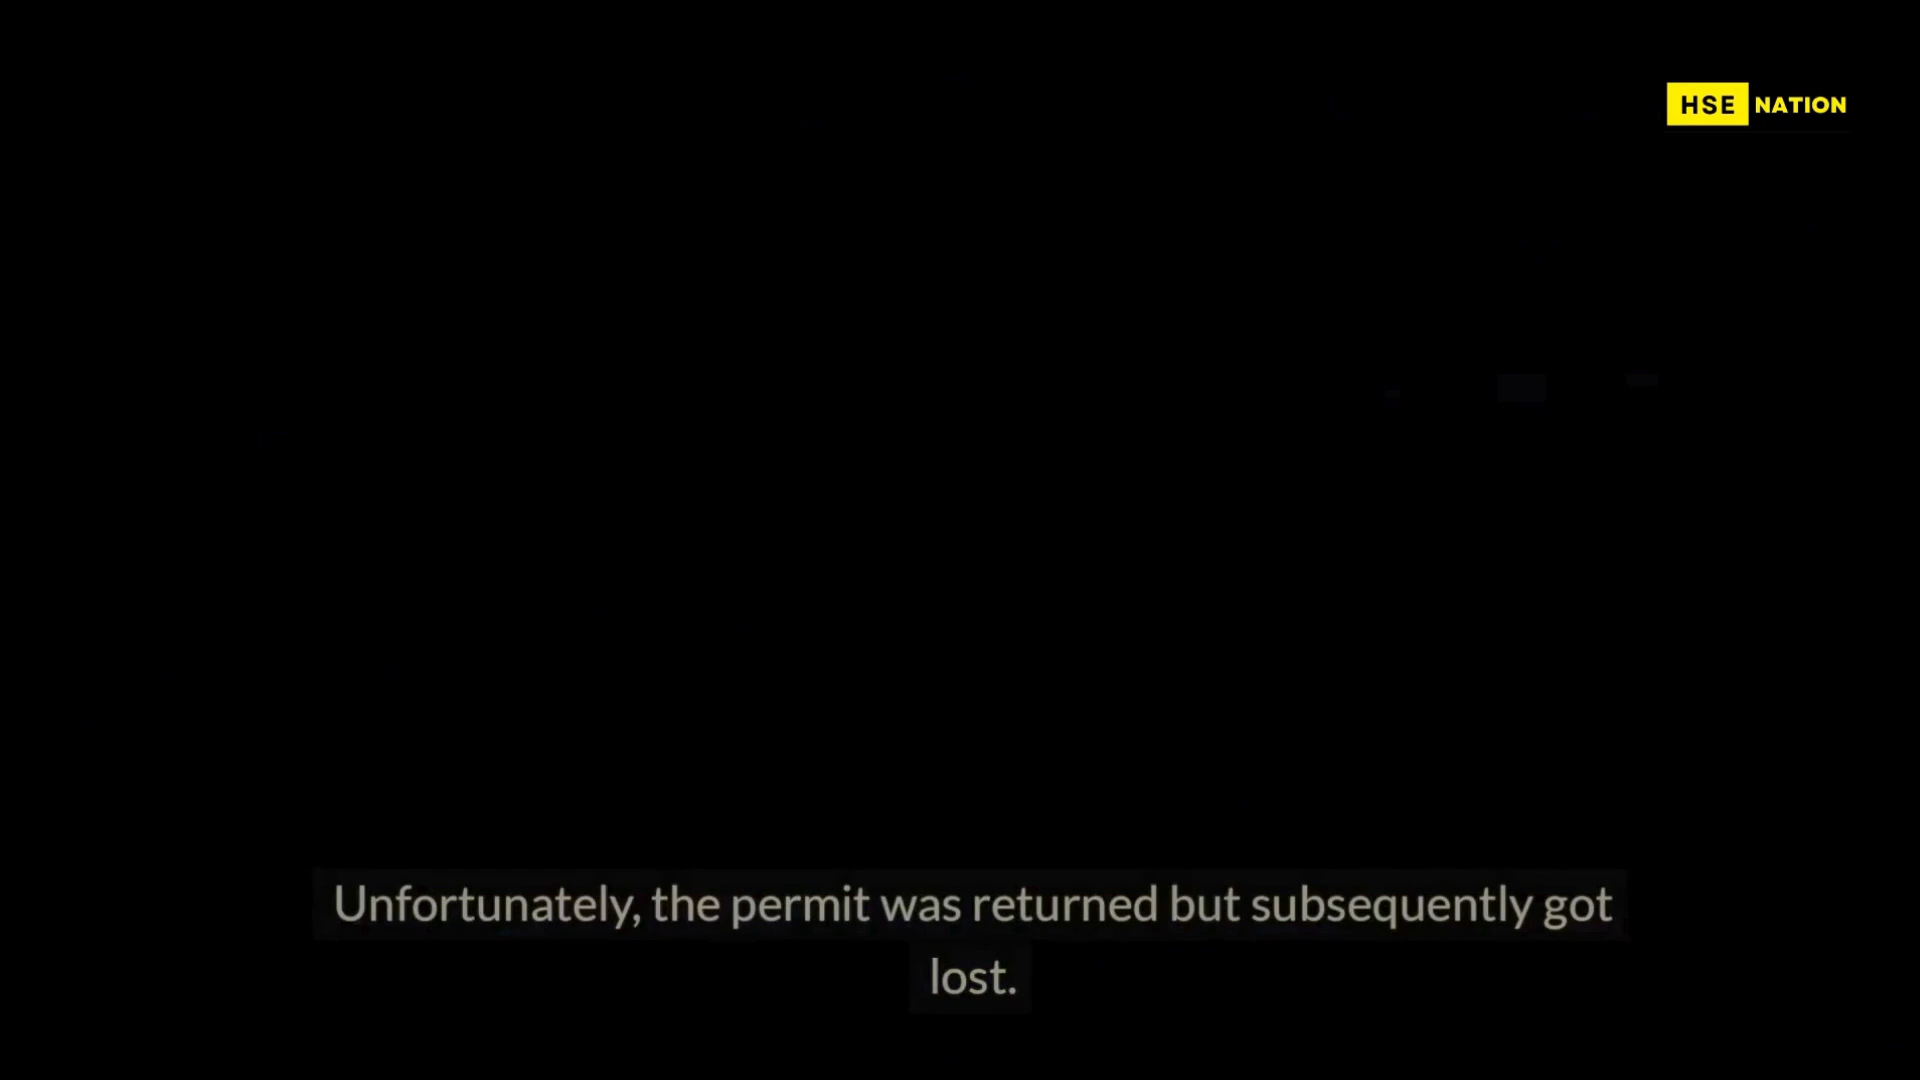 HSE NATION
Unfortunately, the permit was returned but subsequently got
lost.